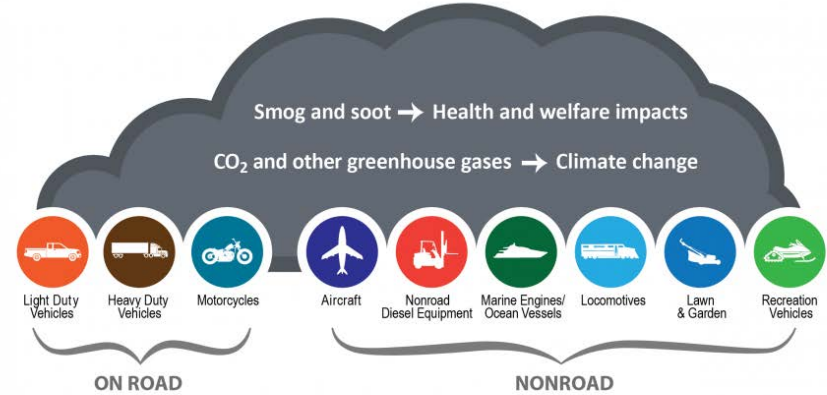 Smog and soot → Health and welfare impacts
CO₂ and other greenhouse gases → Climate change
Light Duty
Vehicles
Heavy Duty
Vehicles
Motorcycles
Aircraft
Nonroad
Diesel Equipment
Marine Engines/
Ocean Vessels
Locomotives
Lawn
& Garden
Recreation
Vehicles
ON ROAD
NONROAD